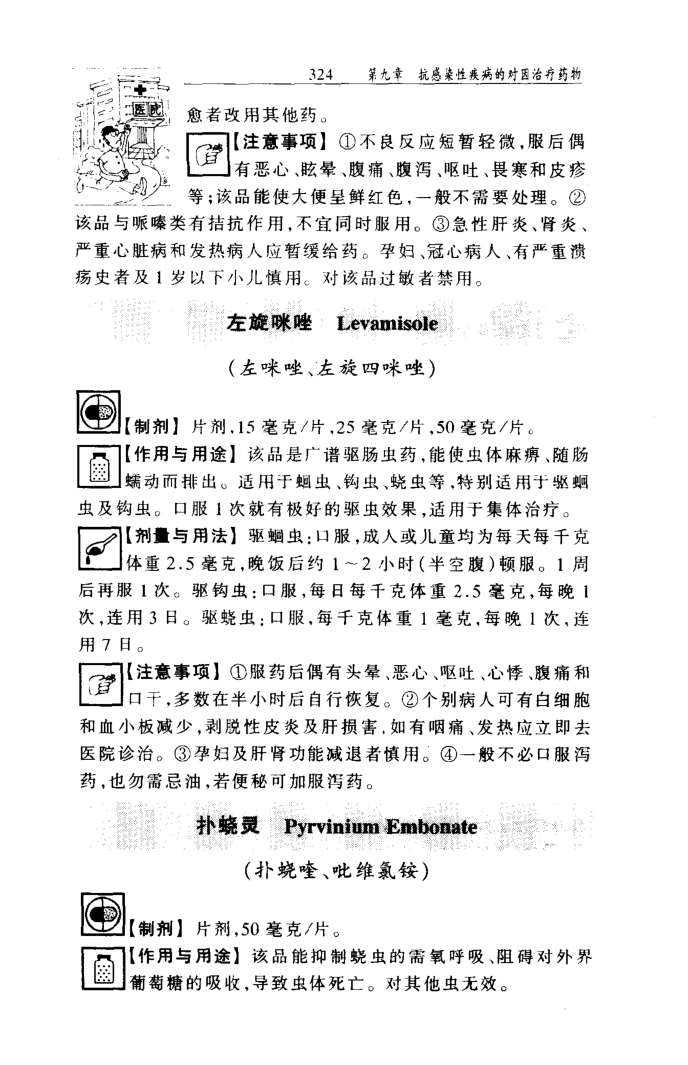 324 第九章 抗感染性疾病的对因治疗药物
医院
愈者改用其他药。
【注意事项】①不良反应短暂轻微,服后偶
有恶心、眩晕、腹痛、腹泻、呕吐、畏寒和皮疹
等;该品能使大便呈鲜红色,一般不需要处理。②
该品与哌嗪类有拮抗作用,不宜同时服用。③急性肝炎、肾炎、
严重心脏病和发热病人应暂缓给药。孕妇、冠心病人、有严重溃
疡史者及1岁以下小儿慎用。对该品过敏者禁用。
左旋咪唑 Levamisole
(左咪唑、左旋四咪唑)
【制剂】片剂,15毫克/片,25毫克/片,50毫克/片。
【作用与用途】该品是广谱驱肠虫药,能使虫体麻痹、随肠
蠕动而排出。适用于蛔虫、钩虫、蛲虫等,特别适用于驱蛔
虫及钩虫。口服1次就有极好的驱虫效果,适用于集体治疗。
【剂量与用法】驱蛔虫:口服,成人或儿童均为每天每千克
体重2.5毫克,晚饭后约1~2小时(半空腹)顿服。1周
后再服1次。驱钩虫:口服,每日每千克体重2.5毫克,每晚1
次,连用3日。驱蛲虫:口服,每千克体重1毫克,每晚1次,连
用7日。
【注意事项】①服药后偶有头晕、恶心、呕吐、心悸、腹痛和
口干,多数在半小时后自行恢复。②个别病人可有白细胞
和血小板减少,剥脱性皮炎及肝损害,如有咽痛、发热应立即去
医院诊治。③孕妇及肝肾功能减退者慎用。④一般不必口服泻
药,也勿需忌油,若便秘可加服泻药。
扑蛲灵 Pyrvinium Embonate
(扑蛲喹、吡维氯铵)
【制剂】片剂,50毫克/片。
【作用与用途】该品能抑制蛲虫的需氧呼吸、阻碍对外界
葡萄糖的吸收,导致虫体死亡。对其他虫无效。